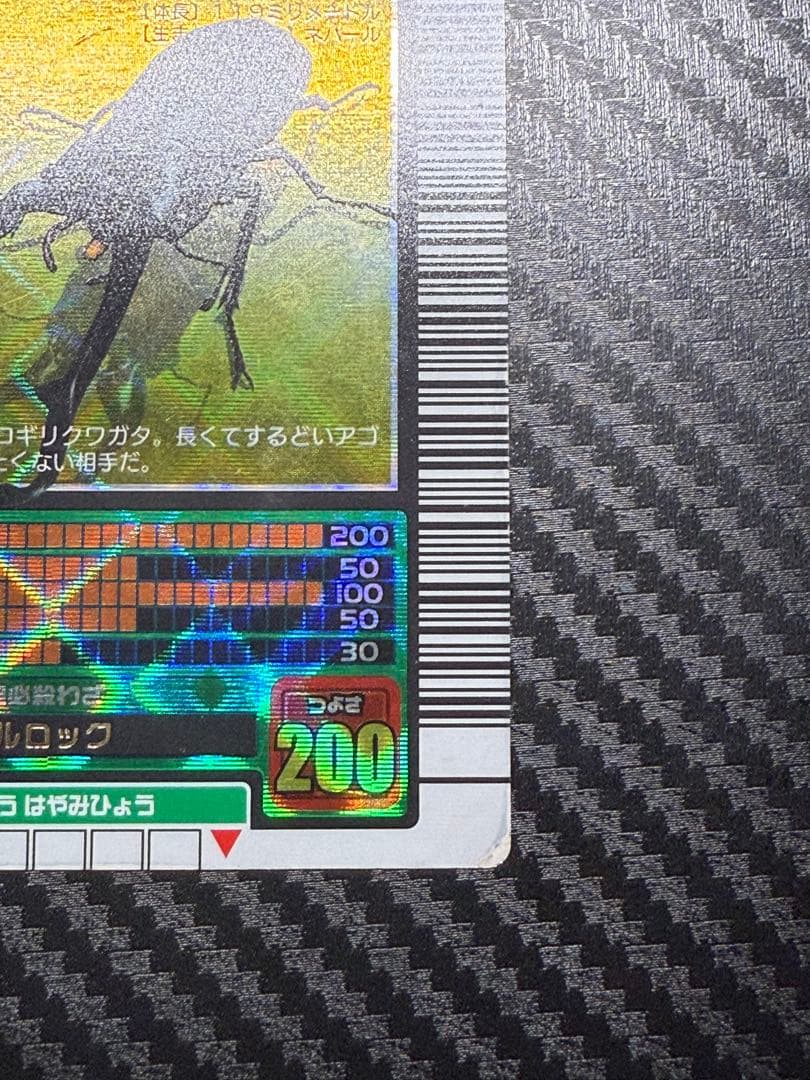 [体長] 119ミリメートル
ネパール
コギリクワガタ。長くてするどいアゴ
くない相手だ。
200
50
100
50
30
必殺わざ
ルロック
つよさ
200
う はやみひょう